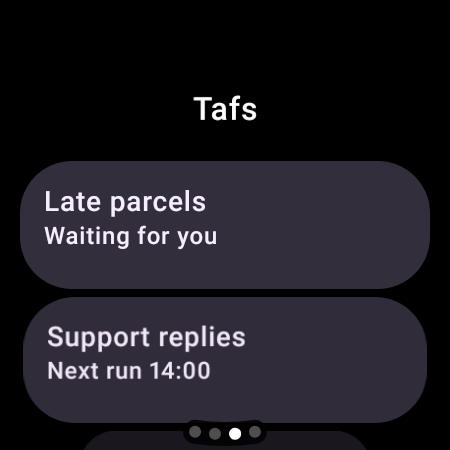 Tafs
Late parcels
Waiting for you
Support replies
Next run 14:00